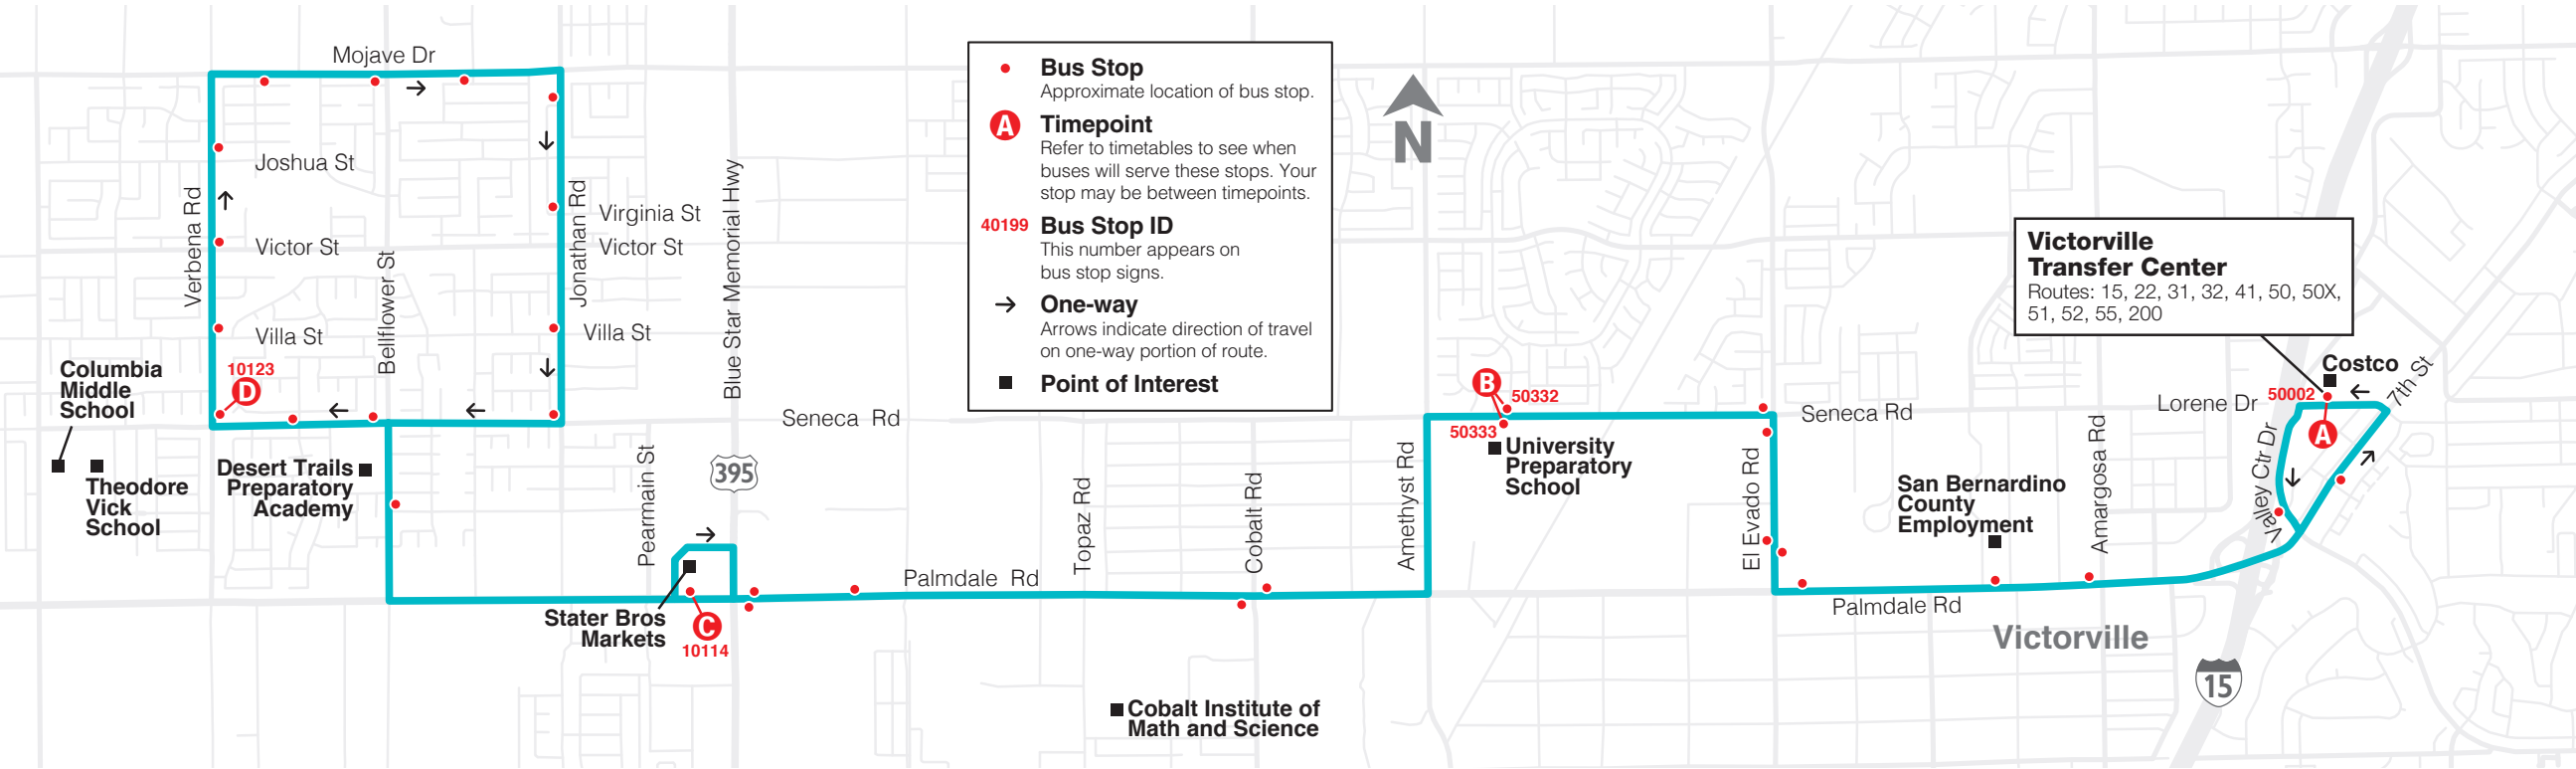 Mojave Dr
Joshua St
Verbena Rd
Victor St
Villa St
Bellflower St
Jonathan Rd
Virginia St
Victor St
Villa St
Blue Star Memorial Hwy
10123
D
Columbia
Middle
School
Theodore
Vick
School
Desert Trails
Preparatory
Academy
Pearmain St
395
Seneca Rd
Stater Bros
Markets
C
10114
Palmdale Rd
Topaz Rd
Cobalt Rd
Cobalt Institute of
Math and Science
Bus Stop
Approximate location of bus stop.
A
Timepoint
Refer to timetables to see when
buses will serve these stops. Your
stop may be between timepoints.
40199
Bus Stop ID
This number appears on
bus stop signs.
One-way
Arrows indicate direction of travel
on one-way portion of route.
Point of Interest
N
Amethyst Rd
B
50332
50333
University
Preparatory
School
El Evado Rd
Seneca Rd
Palmdale Rd
San Bernardino
County
Employment
Amargosa Rd
Victorville
15
Victorville
Transfer Center
Routes: 15, 22, 31, 32, 41, 50, 50X,
51, 52, 55, 200
Costco
50002
Lorene Dr
7th St
A
Valley Ctr Dr